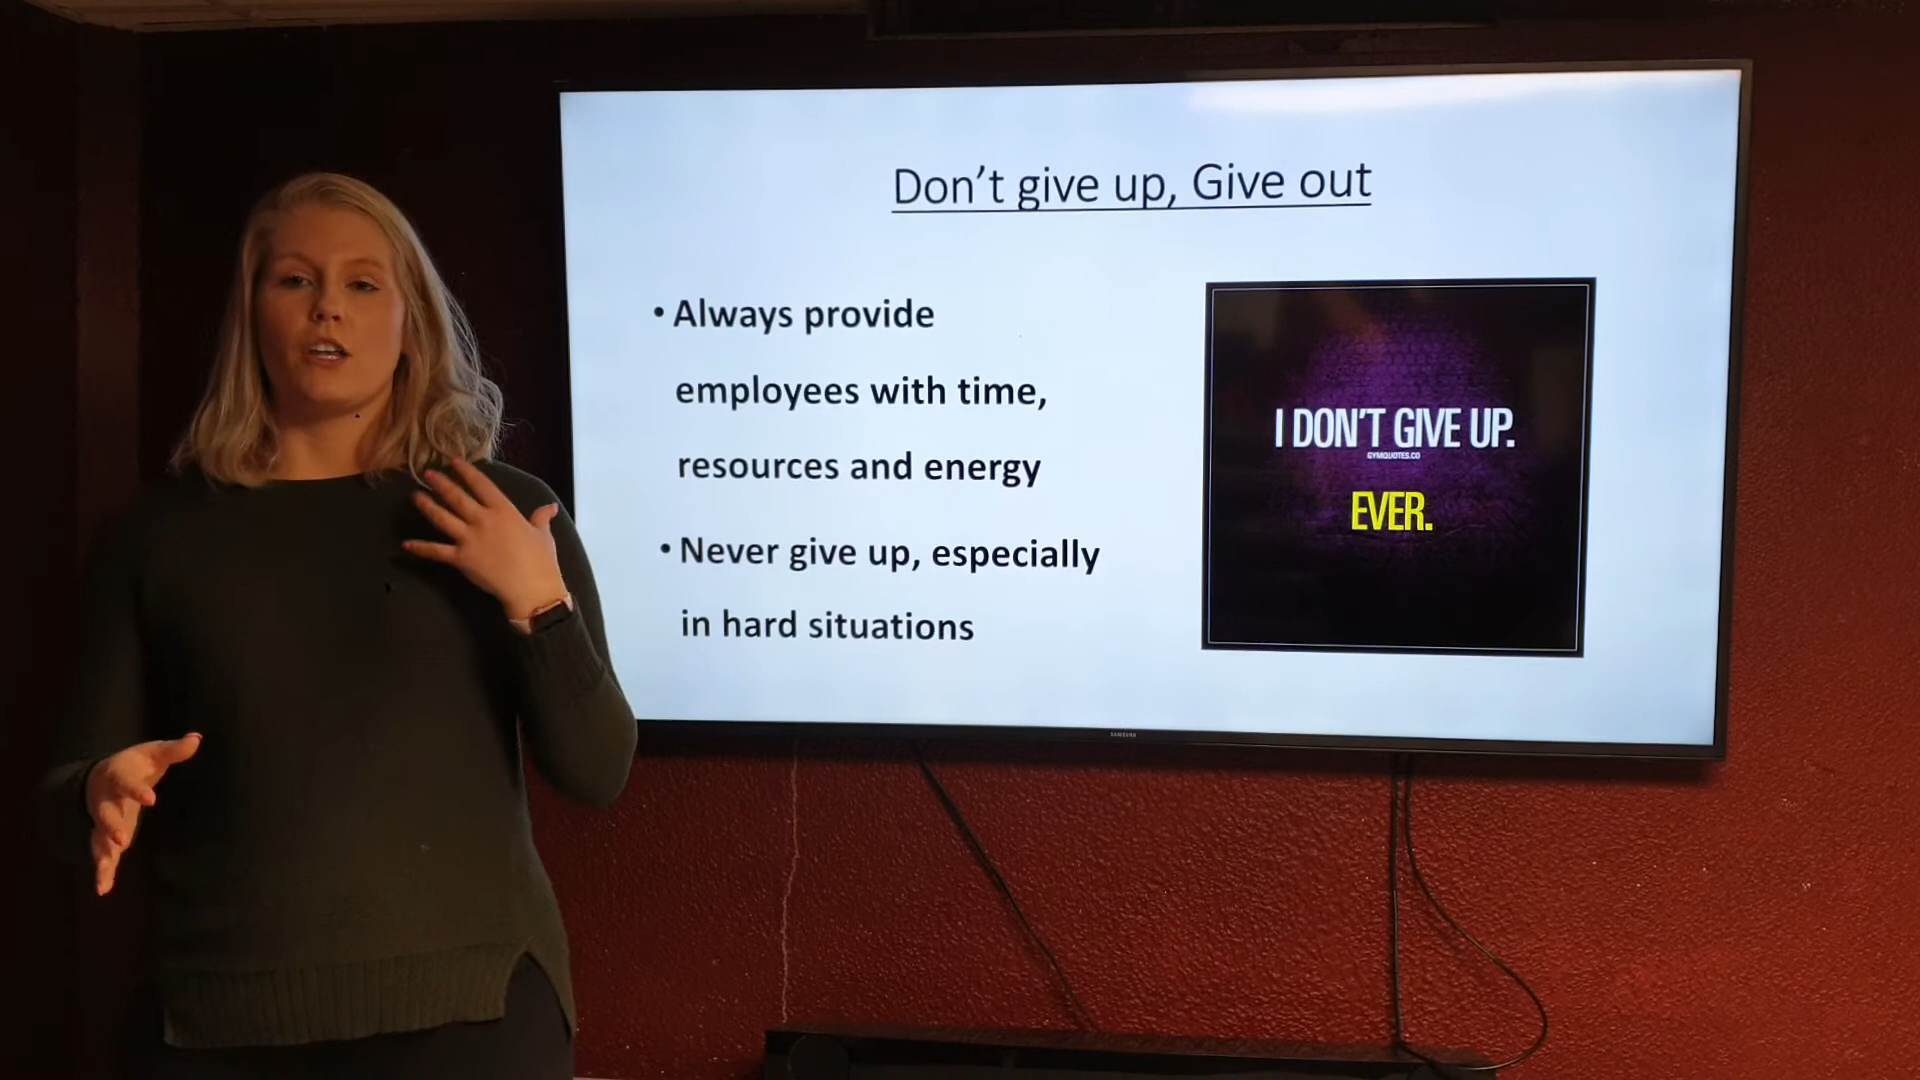 Don't give up, Give out
• Always provide
employees with time,
resources and energy
• Never give up, especially
in hard situations
I DON'T GIVE UP.
GYMQUOTES.CO
EVER.
SAMSUNG